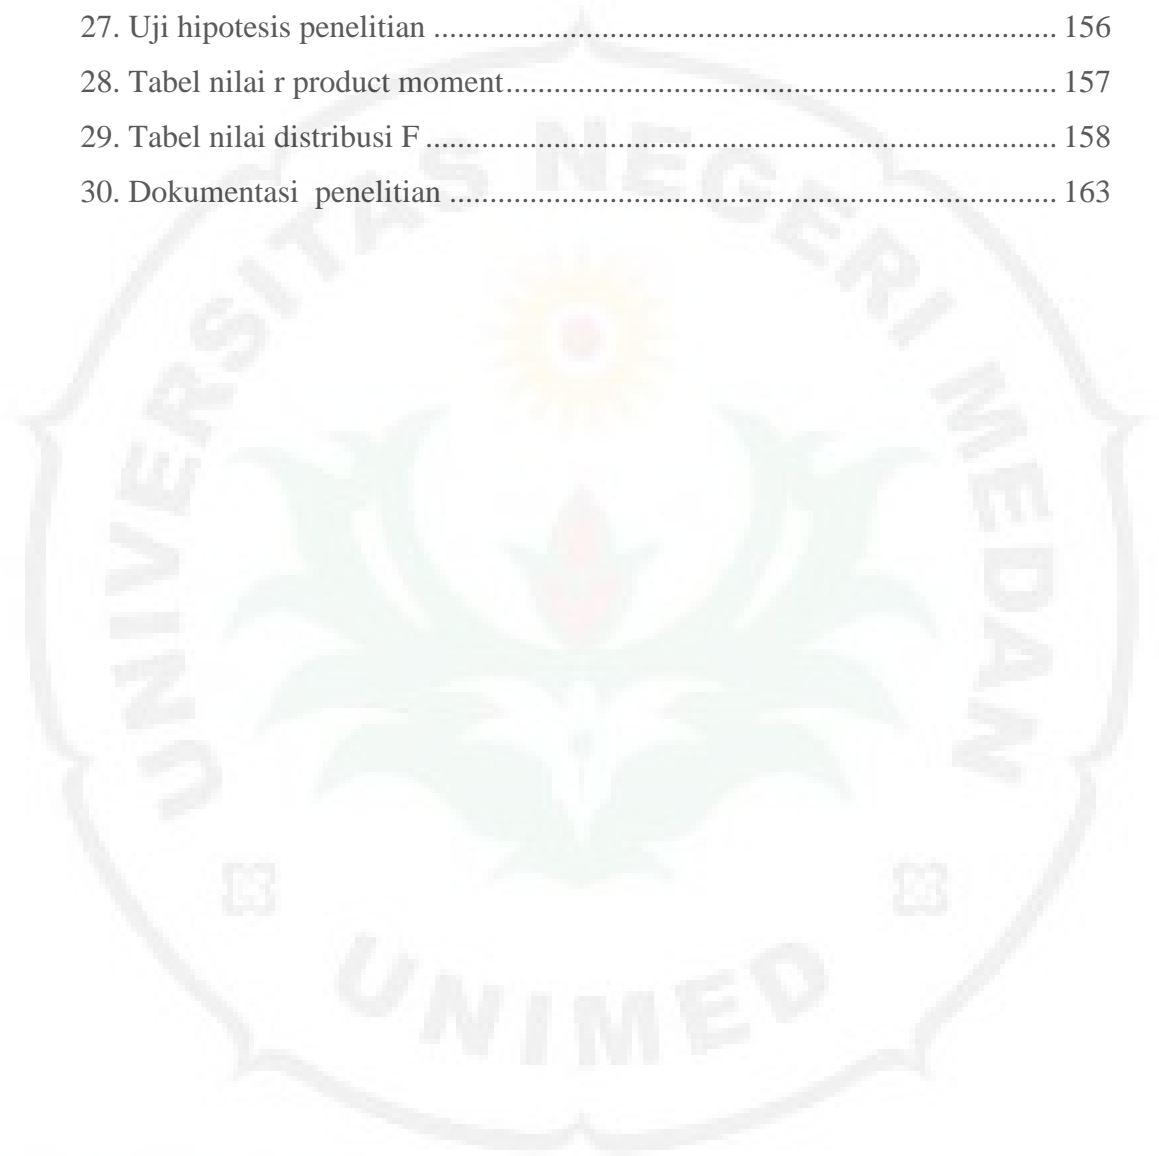 27. Uji hipotesis penelitian ............................................................................ 156
28. Tabel nilai r product moment.................................................................... 157
29. Tabel nilai distribusi F .............................................................................. 158
30. Dokumentasi  penelitian ........................................................................... 163
UNIVERSITAS NEGERI MEDAN
UNIMED